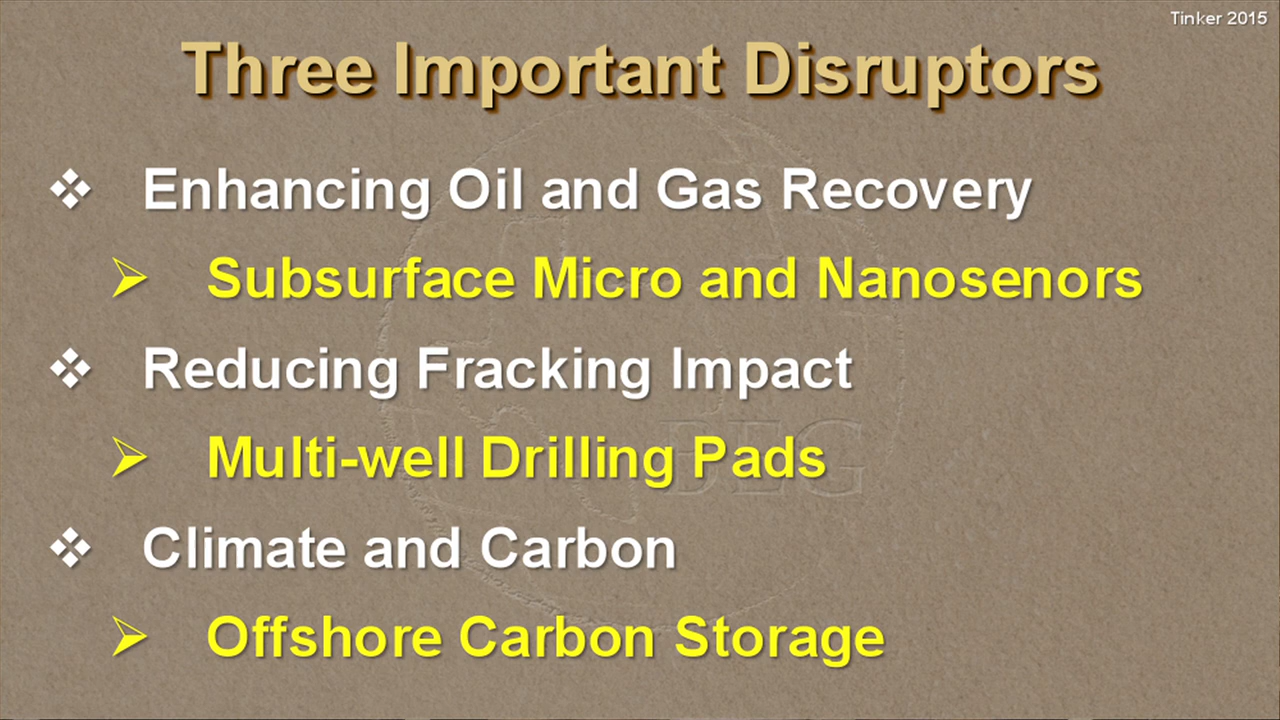 Tinker 2015
Three Important Disruptors
Enhancing Oil and Gas Recovery
Subsurface Micro and Nanosenors
Reducing Fracking Impact
Multi-well Drilling Pads
BEG
Climate and Carbon
Offshore Carbon Storage